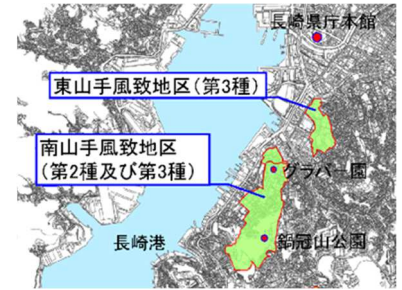 長崎県庁本館
東山手風致地区(第3種)
南山手風致地区
(第2種及び第3種)
グラバー園
鍋冠山公園
長崎港